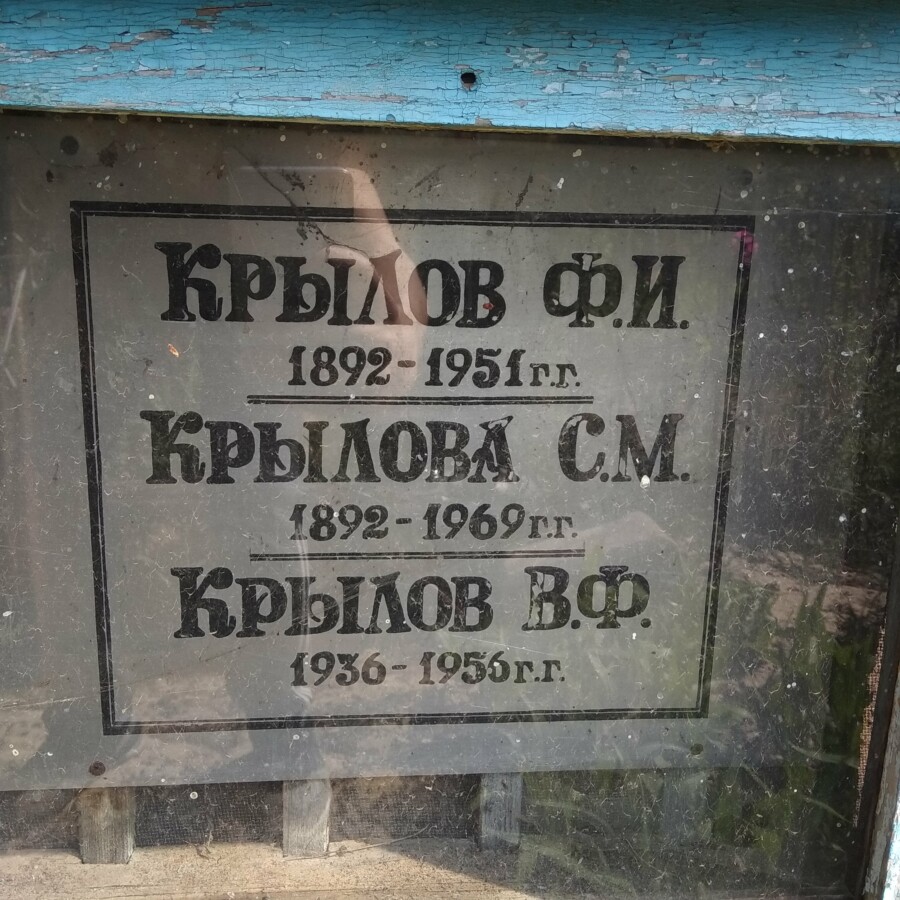 Крылов Ф.И.
1892-1951г.г.
Крылова С.М.
1892-1969г.г.
Крылов В.Ф.
1936-1956г.г.